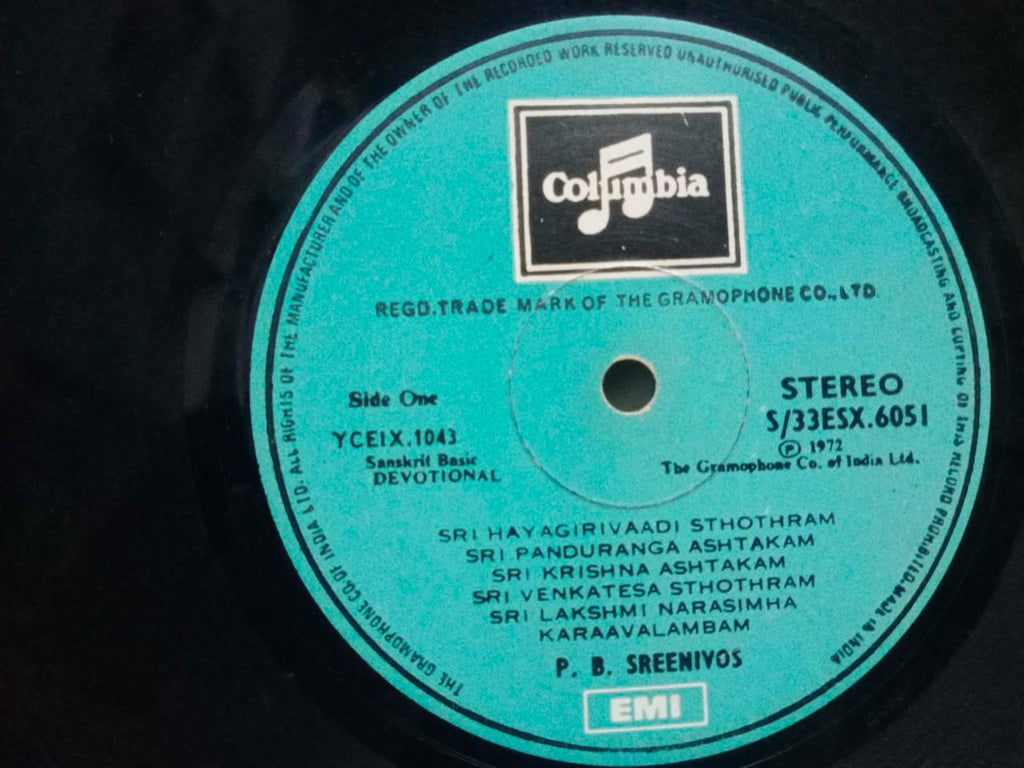 THE GRAMOPHONE CO. OF INDIA LTD. ALL RIGHTS OF THE MANUFACTURER AND OF THE OWNER OF THE RECORDED WORK RESERVED UNAUTHORISED PUBLIC PERFORMANCE BROADCASTING AND COPYING OF THIS RECORD PROHIBITED. MADE IN INDIA
Columbia
REGD. TRADE MARK OF THE GRAMOPHONE CO., LTD.
Side One
YCEIX.1043
Sanskrit Basic
DEVOTIONAL
STEREO
S/33ESX.6051
℗ 1972
The Gramophone Co. of India Ltd.
SRI HAYAGIRIVAADI STHOTHRAM
SRI PANDURANGA ASHTAKAM
SRI KRISHNA ASHTAKAM
SRI VENKATESA STHOTHRAM
SRI LAKSHMI NARASIMHA
KARAAVALAMBAM
P. B. SREENIVOS
EMI